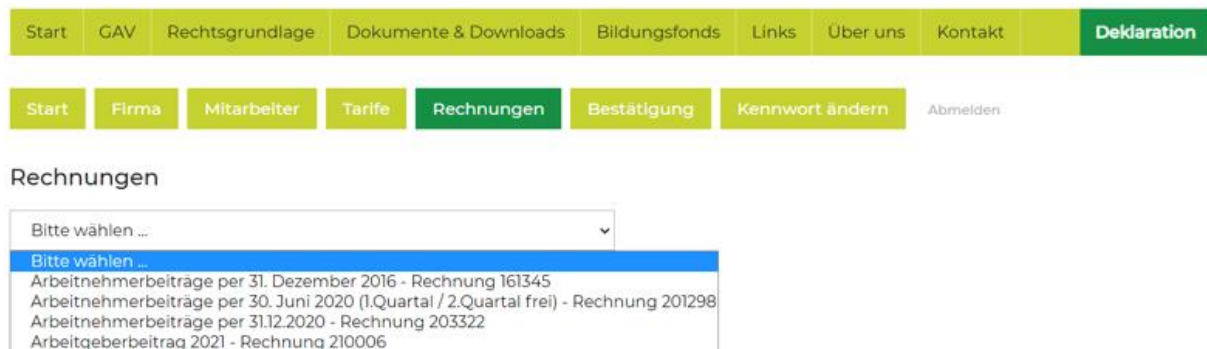 Start GAV Rechtsgrundlage Dokumente & Downloads Bildungsfonds Links Über uns Kontakt Deklaration
Start Firma Mitarbeiter Tarife Rechnungen Bestätigung Kennwort ändern Abmelden
Rechnungen
Bitte wählen ...
Bitte wählen ...
Arbeitnehmerbeiträge per 31. Dezember 2016 - Rechnung 161345
Arbeitnehmerbeiträge per 30. Juni 2020 (1.Quartal / 2.Quartal frei) - Rechnung 201298
Arbeitnehmerbeiträge per 31.12.2020 - Rechnung 203322
Arbeitgeberbeitrag 2021 - Rechnung 210006